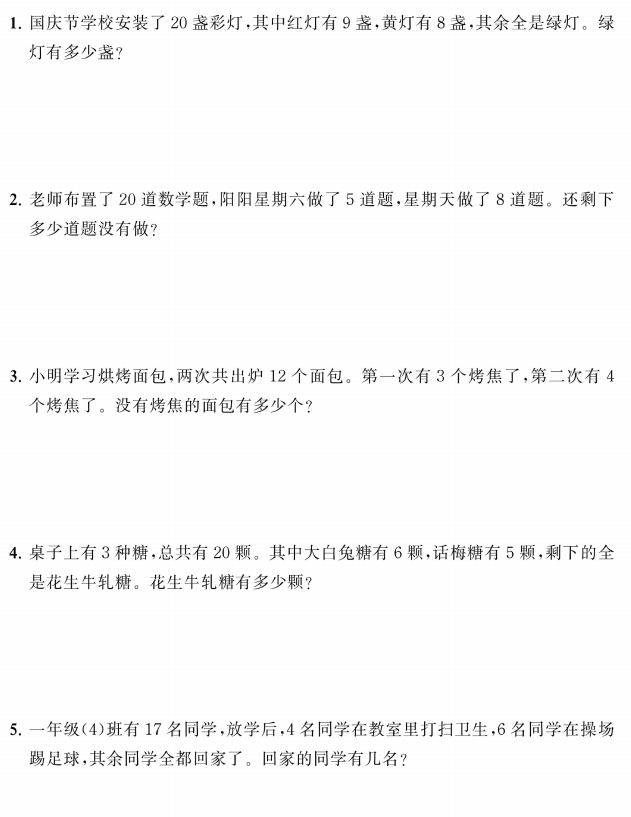 1. 国庆节学校安装了 20 盏彩灯,其中红灯有 9 盏,黄灯有 8 盏,其余全是绿灯。绿
灯有多少盏?
2. 老师布置了 20 道数学题,阳阳星期六做了 5 道题,星期天做了 8 道题。还剩下
多少道题没有做?
3. 小明学习烘烤面包,两次共出炉 12 个面包。第一次有 3 个烤焦了,第二次有 4
个烤焦了。没有烤焦的面包有多少个?
4. 桌子上有 3 种糖,总共有 20 颗。其中大白兔糖有 6 颗,话梅糖有 5 颗,剩下的全
是花生牛轧糖。花生牛轧糖有多少颗?
5. 一年级(4)班有 17 名同学,放学后,4 名同学在教室里打扫卫生,6 名同学在操场
踢足球,其余同学全都回家了。回家的同学有几名?